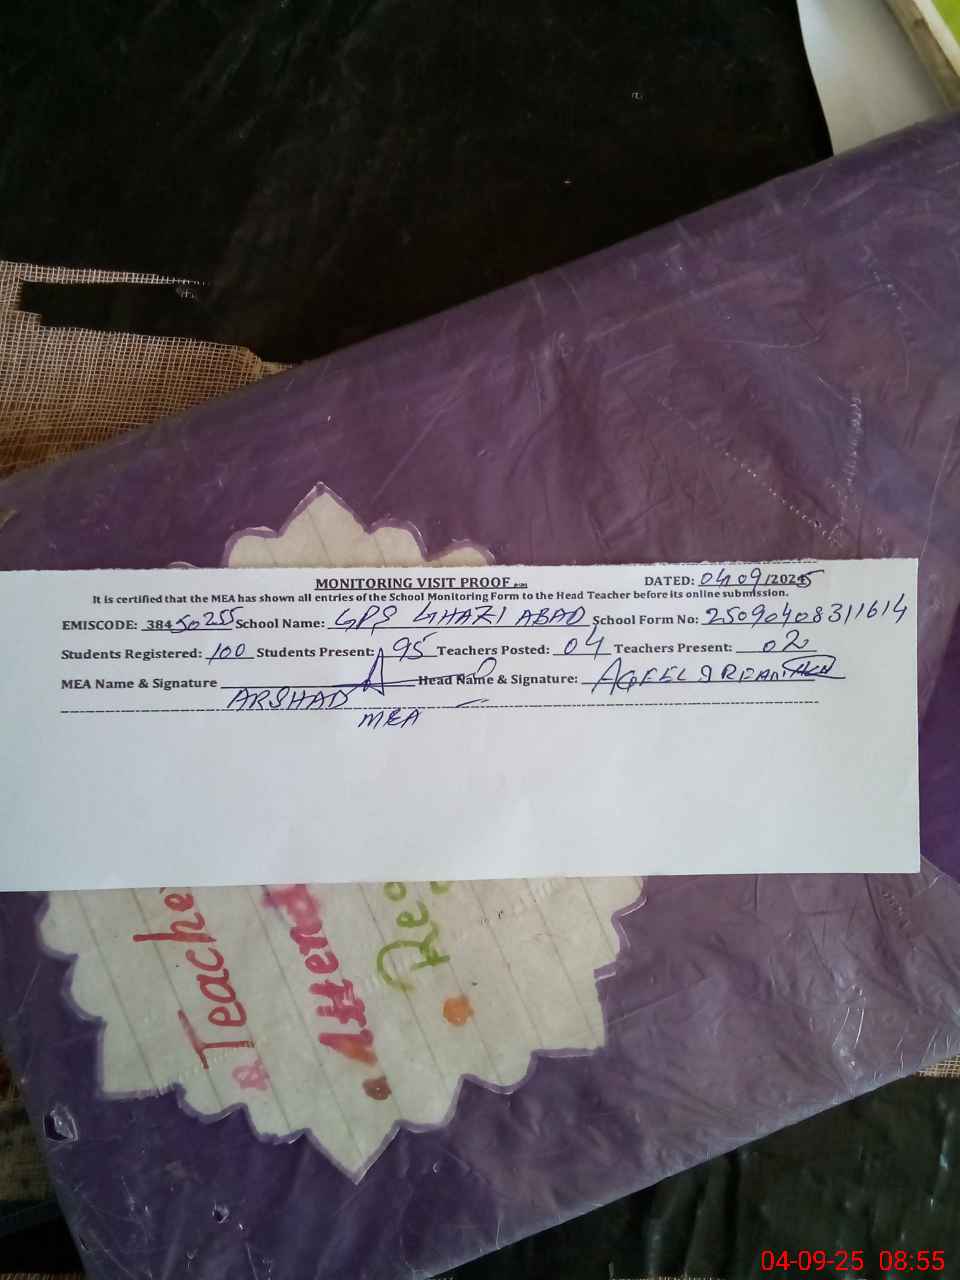 MONITORING VISIT PROOF DATED: 04 09/2025
It is certified that the MEA has shown all entries of the School Monitoring Form to the Head Teacher before its online submission.
EMISCODE: 38450255 School Name: GPS GHAZI ABAD School Form No: 25090408311614
Students Registered: 100 Students Present: 95 Teachers Posted: 04 Teachers Present: 02
MEA Name & Signature Head Name & Signature: AQEEL
ARSHAD
MEA
Teache
Attend
Reg
04-09-25 08:55